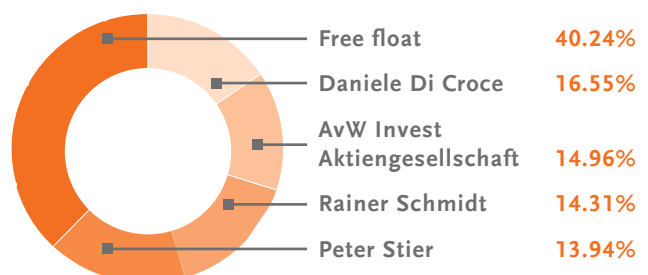 Free float 40.24%
Daniele Di Croce 16.55%
AvW Invest
Aktiengesellschaft 14.96%
Rainer Schmidt 14.31%
Peter Stier 13.94%